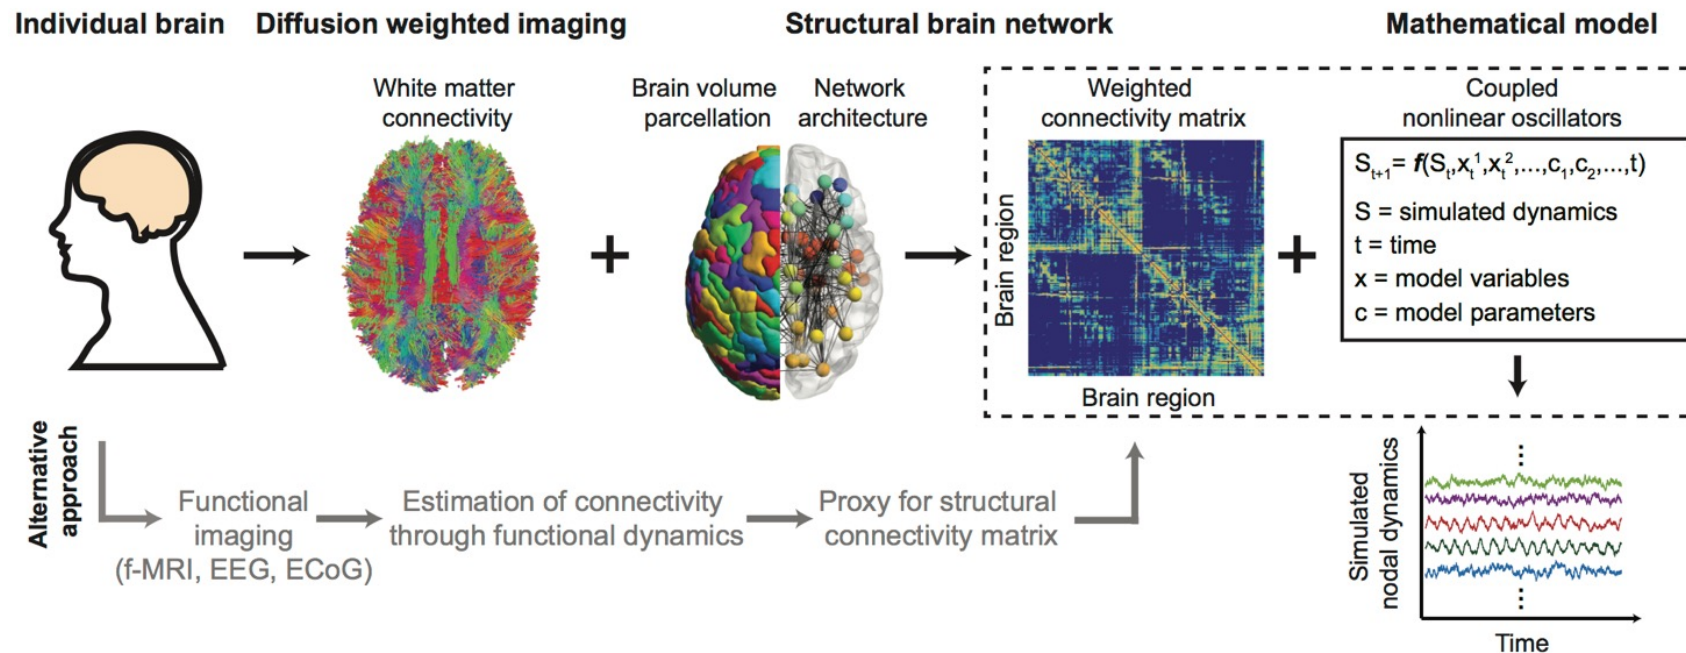 Individual brain
Diffusion weighted imaging
Structural brain network
Mathematical model
White matter
connectivity
Brain volume
parcellation
Network
architecture
Weighted
connectivity matrix
Brain region
Brain region
Coupled
nonlinear oscillators
S_{t+1} = f(S_t,x_t^1,x_t^2,...,c_1,c_2,...,t)
S = simulated dynamics
t = time
x = model variables
c = model parameters
Alternative
approach
Functional
imaging
(f-MRI, EEG, ECoG)
Estimation of connectivity
through functional dynamics
Proxy for structural
connectivity matrix
Simulated
nodal dynamics
Time